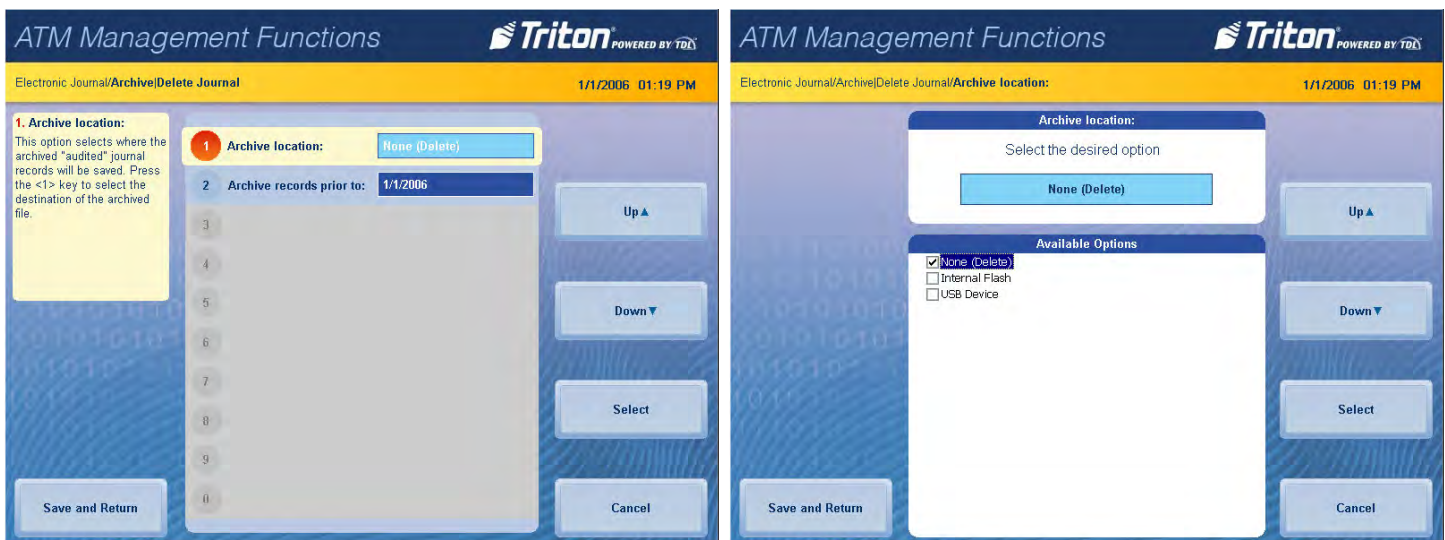 ATM Management Functions
Triton POWERED BY TDL
Electronic Journal/Archive|Delete Journal
1/1/2006 01:19 PM
1. Archive location:
This option selects where the
archived "audited" journal
records will be saved. Press
the <1> key to select the
destination of the archived
file.
1 Archive location: None (Delete)
2 Archive records prior to: 1/1/2006
3
4
5
6
7
8
9
0
Up▲
Down▼
Select
Save and Return
Cancel
ATM Management Functions
Triton POWERED BY TDL
Electronic Journal/Archive|Delete Journal/Archive location:
1/1/2006 01:19 PM
Archive location:
Select the desired option
None (Delete)
Available Options
None (Delete)
Internal Flash
USB Device
Up▲
Down▼
Select
Save and Return
Cancel